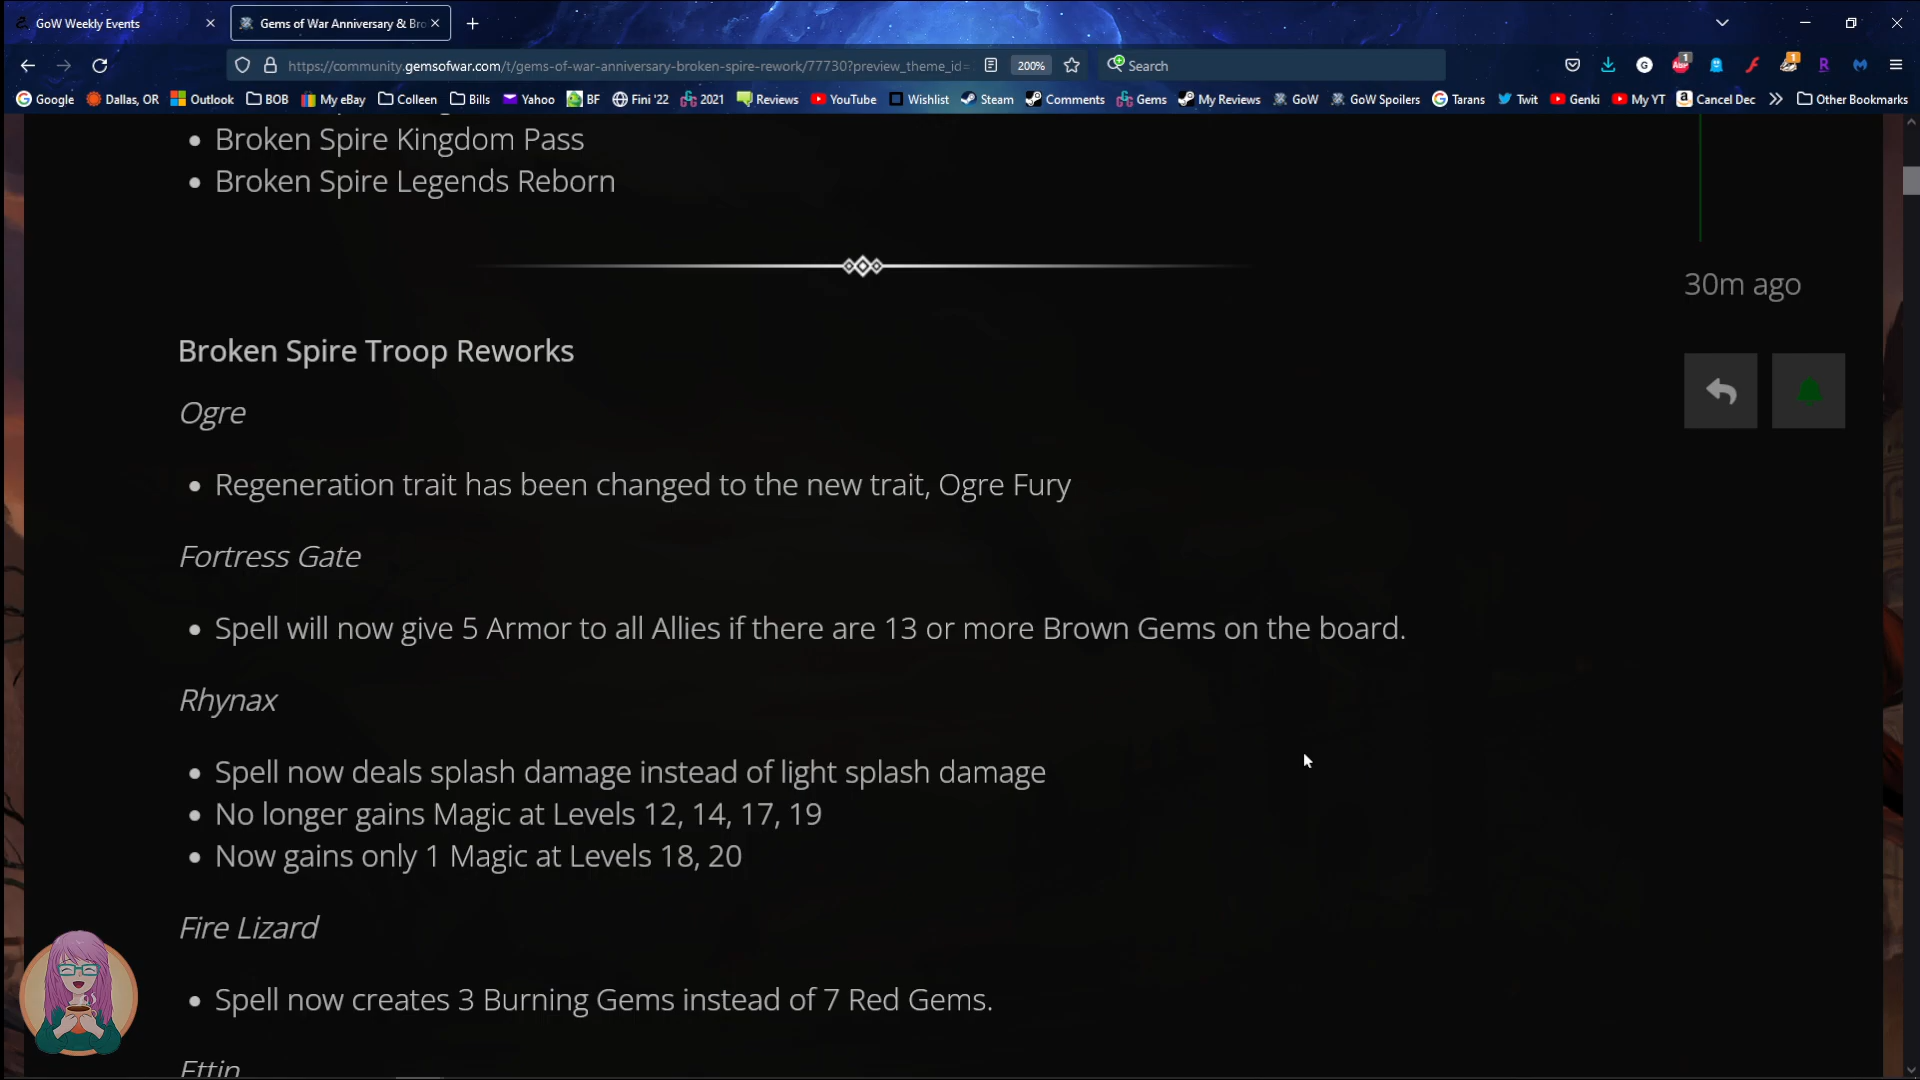 GoW Weekly Events
Gems of War Anniversary & Bro
https://community.gemsofwar.com/t/gems-of-war-anniversary-broken-spire-rework/77730?preview_theme_id=
200%
Search
Google Dallas, OR Outlook BOB My eBay Colleen Bills Yahoo BF Fini '22 2021 Reviews YouTube Wishlist Steam Comments Gems My Reviews GoW GoW Spoilers Tarans Twit Genki My YT Cancel Dec Other Bookmarks
• Broken Spire Kingdom Pass
• Broken Spire Legends Reborn
30m ago
Broken Spire Troop Reworks
Ogre
• Regeneration trait has been changed to the new trait, Ogre Fury
Fortress Gate
• Spell will now give 5 Armor to all Allies if there are 13 or more Brown Gems on the board.
Rhynax
• Spell now deals splash damage instead of light splash damage
• No longer gains Magic at Levels 12, 14, 17, 19
• Now gains only 1 Magic at Levels 18, 20
Fire Lizard
• Spell now creates 3 Burning Gems instead of 7 Red Gems.
Ettin